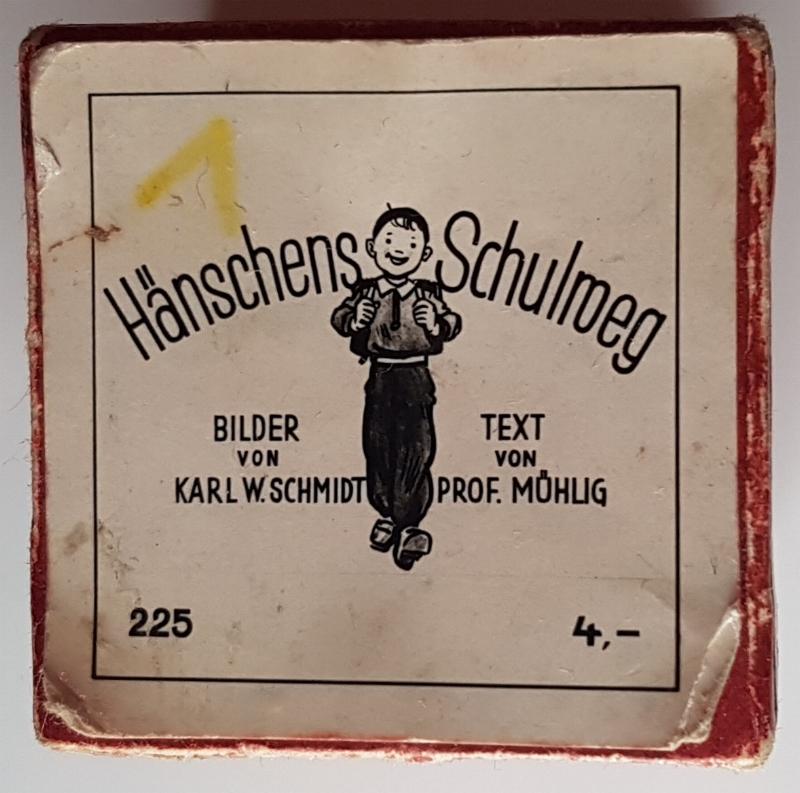 1
Hänschens Schulweg
BILDER
VON
KARL W. SCHMIDT
TEXT
VON
PROF. MÜHLIG
225
4,–